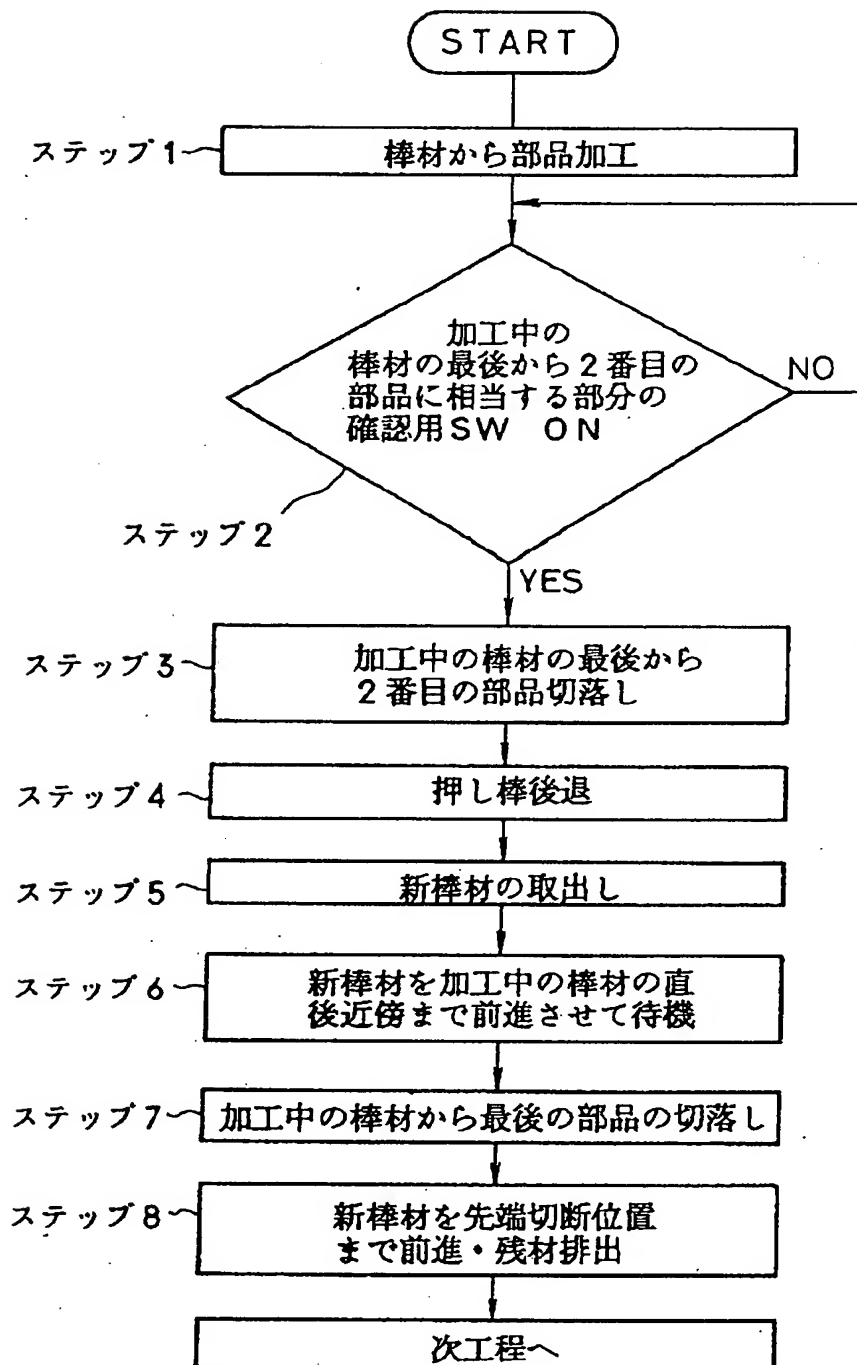 START
ステップ1
棒材から部品加工
加工中の
棒材の最後から2番目の
部品に相当する部分の
確認用SW ON
NO
ステップ2
YES
ステップ3
加工中の棒材の最後から
2番目の部品切落し
ステップ4
押し棒後退
ステップ5
新棒材の取出し
ステップ6
新棒材を加工中の棒材の直
後近傍まで前進させて待機
ステップ7
加工中の棒材から最後の部品の切落し
ステップ8
新棒材を先端切断位置
まで前進・残材排出
次工程へ